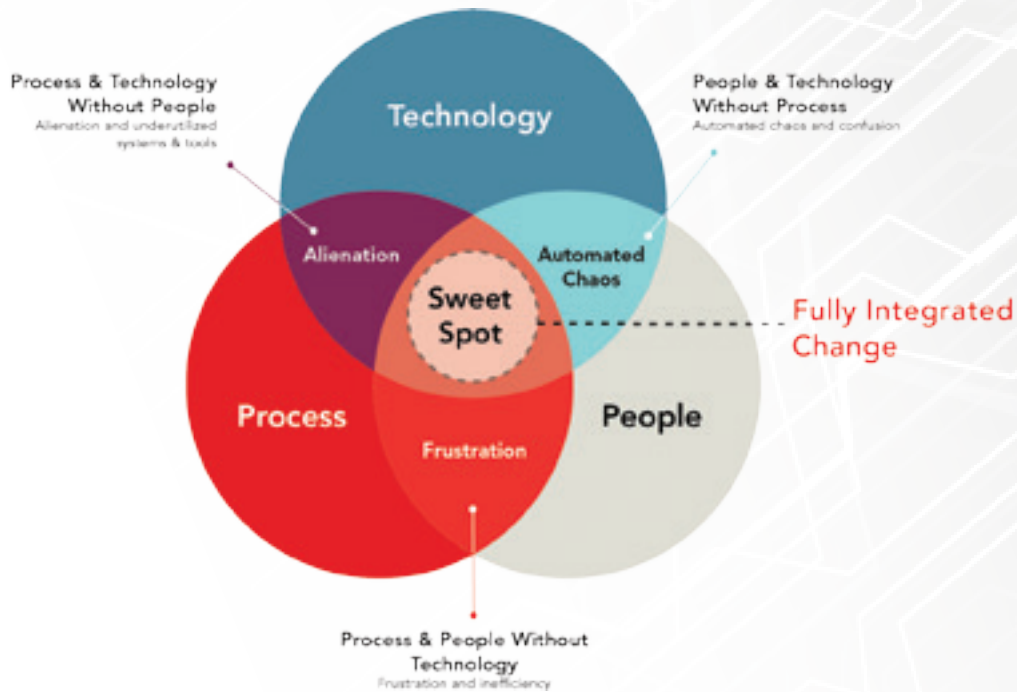 Process & Technology
Without People
Alienation and underutilized
systems & tools
People & Technology
Without Process
Automated chaos and confusion
Technology
Alienation
Automated
Chaos
Sweet
Spot
Fully Integrated
Change
Process
People
Frustration
Process & People Without
Technology
Frustration and inefficiency